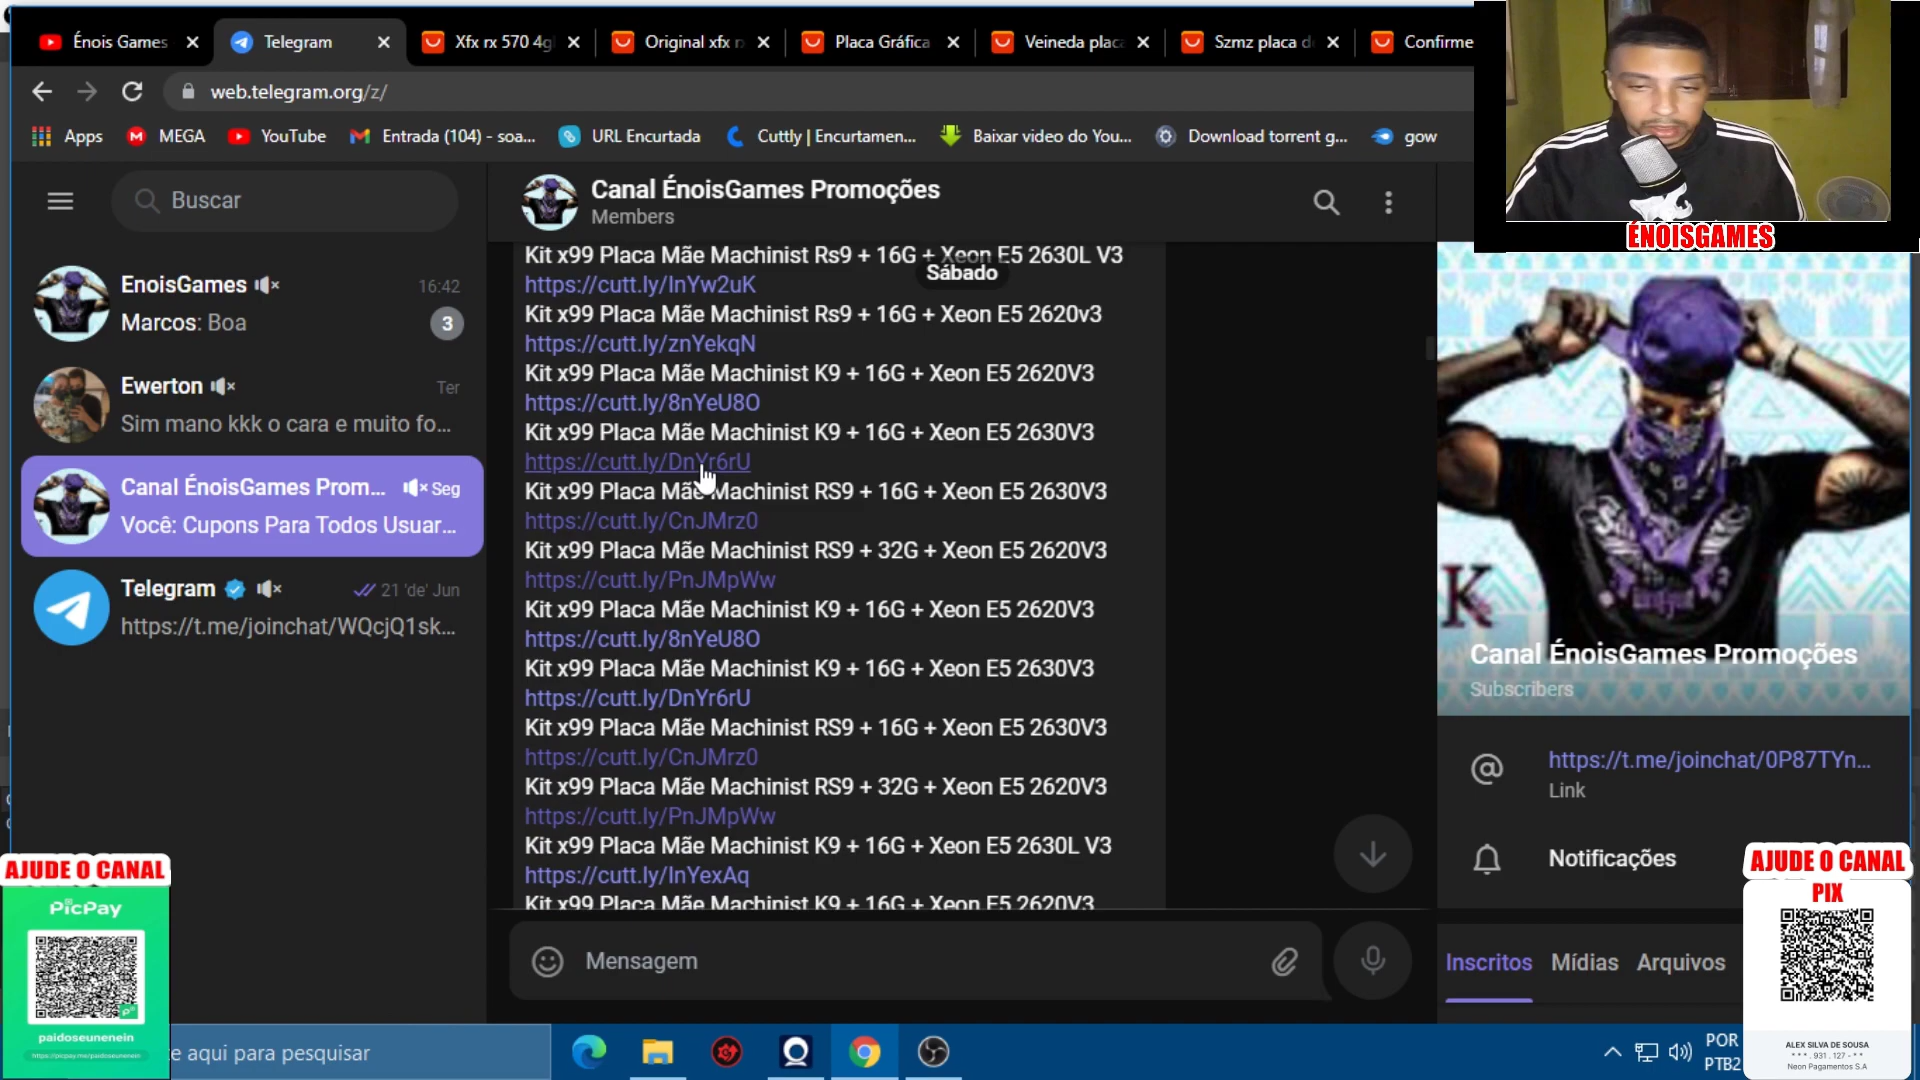 Énois Games
Telegram
Xfx rx 570 4g
Original xfx r
Placa Gráfica
Veineda plac
Szmz placa d
Confirme
web.telegram.org/z/
Apps
MEGA
YouTube
Entrada (104) - soa...
URL Encurtada
Cuttly | Encurtamen...
Baixar video do You...
Download torrent g...
gow
ÉNOISGAMES
Buscar
EnoisGames
16:42
Marcos: Boa
3
Ewerton
Ter
Sim mano kkk o cara e muito fo...
Canal ÉnoisGames Prom...
Seg
Você: Cupons Para Todos Usuar...
Telegram
21 'de' Jun
https://t.me/joinchat/WQcjQ1sk...
Canal ÉnoisGames Promoções
Members
Sábado
Kit x99 Placa Mãe Machinist Rs9 + 16G + Xeon E5 2630L V3
https://cutt.ly/InYw2uK
Kit x99 Placa Mãe Machinist Rs9 + 16G + Xeon E5 2620v3
https://cutt.ly/znYekqN
Kit x99 Placa Mãe Machinist K9 + 16G + Xeon E5 2620V3
https://cutt.ly/8nYeU8O
Kit x99 Placa Mãe Machinist K9 + 16G + Xeon E5 2630V3
https://cutt.ly/DnYr6rU
Kit x99 Placa Mãe Machinist RS9 + 16G + Xeon E5 2630V3
https://cutt.ly/CnJMrz0
Kit x99 Placa Mãe Machinist RS9 + 32G + Xeon E5 2620V3
https://cutt.ly/PnJMpWw
Kit x99 Placa Mãe Machinist K9 + 16G + Xeon E5 2620V3
https://cutt.ly/8nYeU8O
Kit x99 Placa Mãe Machinist K9 + 16G + Xeon E5 2630V3
https://cutt.ly/DnYr6rU
Kit x99 Placa Mãe Machinist RS9 + 16G + Xeon E5 2630V3
https://cutt.ly/CnJMrz0
Kit x99 Placa Mãe Machinist RS9 + 32G + Xeon E5 2620V3
https://cutt.ly/PnJMpWw
Kit x99 Placa Mãe Machinist K9 + 16G + Xeon E5 2630L V3
https://cutt.ly/InYexAq
Kit x99 Placa Mãe Machinist K9 + 16G + Xeon E5 2620V3
Mensagem
K
Canal ÉnoisGames Promoções
Subscribers
https://t.me/joinchat/0P87TYn...
Link
Notificações
Inscritos
Mídias
Arquivos
AJUDE O CANAL
PicPay
paidoseunenein
https://picpay.me/paidoseunenein
AJUDE O CANAL
PIX
ALEX SILVA DE SOUSA
* * * . 931 . 127 - * *
Neon Pagamentos S.A
e aqui para pesquisar
POR
PTB2